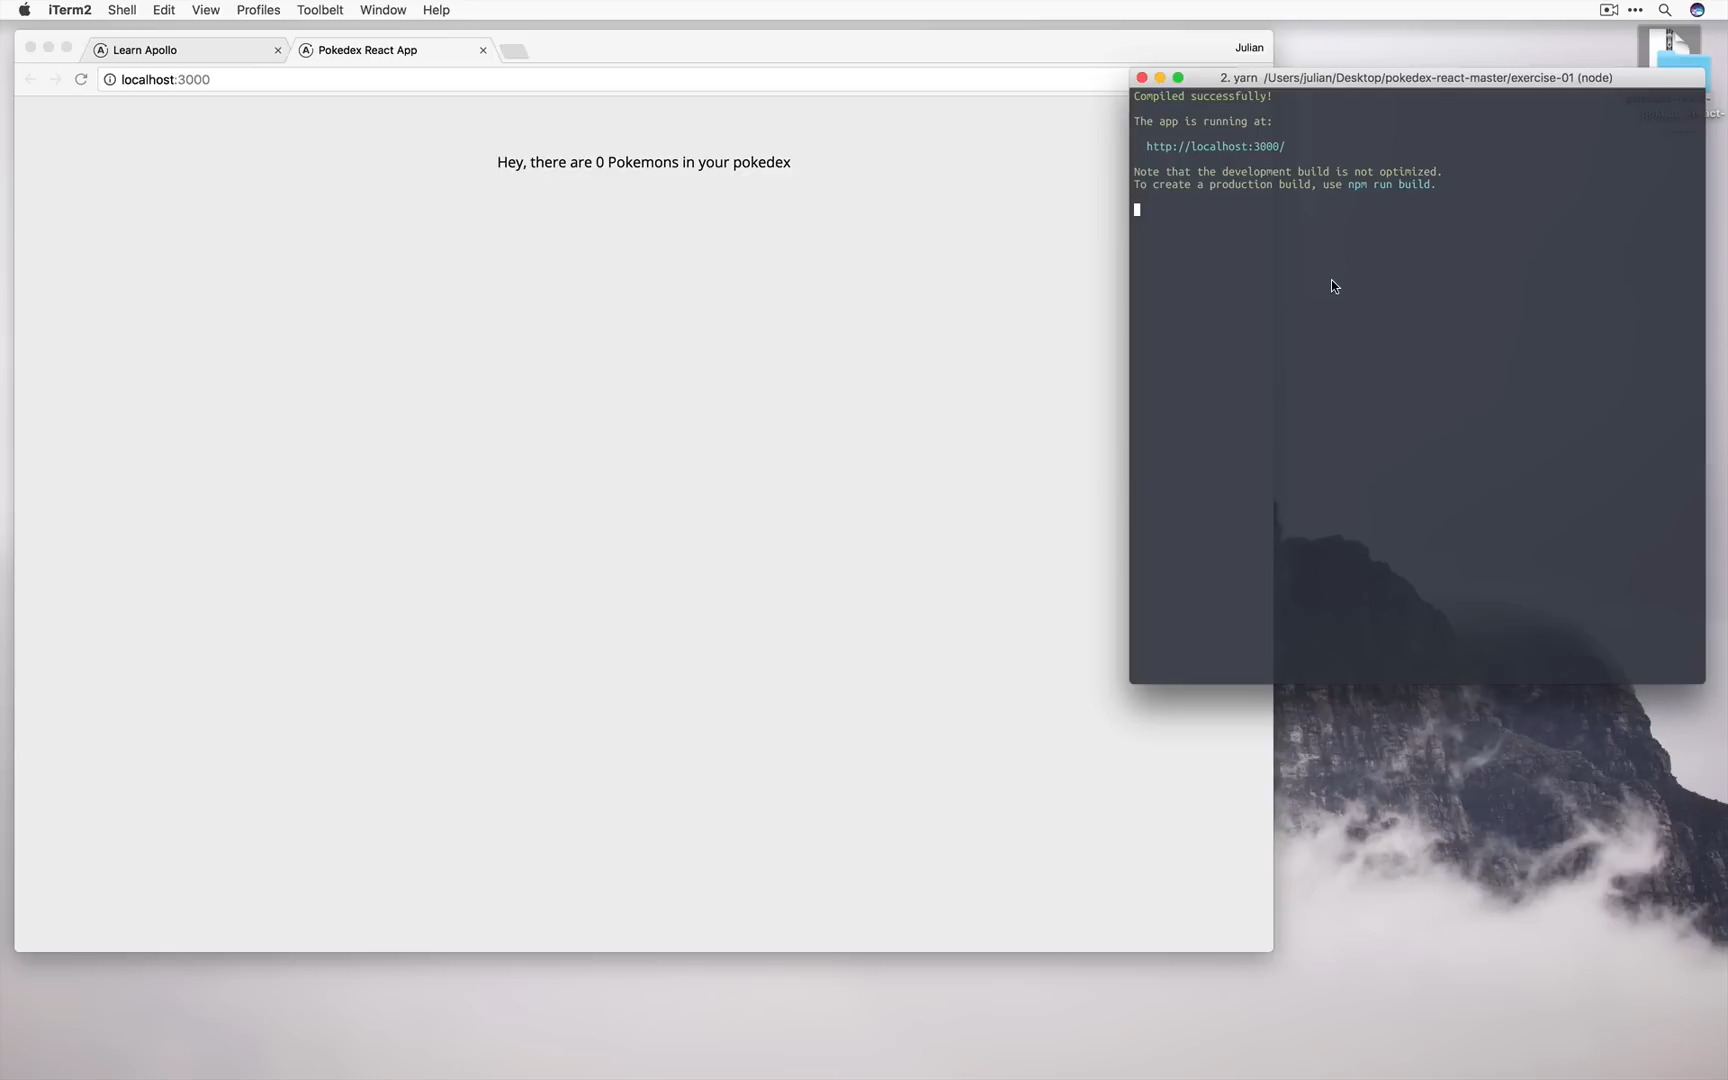 iTerm2 Shell Edit View Profiles Toolbelt Window Help
Learn Apollo
Pokedex React App
Julian
localhost:3000
Hey, there are 0 Pokemons in your pokedex
2. yarn /Users/julian/Desktop/pokedex-react-master/exercise-01 (node)
Compiled successfully!
The app is running at:
http://localhost:3000/
Note that the development build is not optimized.
To create a production build, use npm run build.